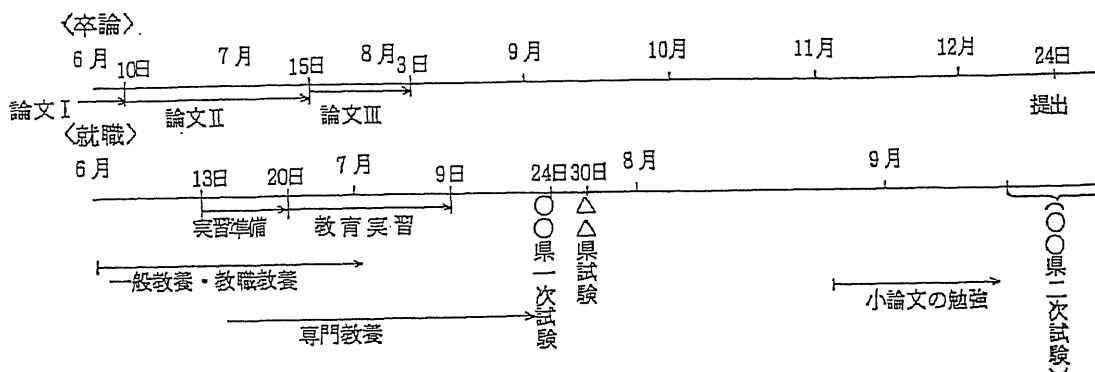 〈卒論〉
6月 10日 7月 15日 8月 3日 9月 10月 11月 12月 24日
論文Ⅰ 論文Ⅱ 論文Ⅲ 提出
〈就職〉
6月 13日 20日 7月 9日 24日 30日 8月 9月
実習準備 教育実習
一般教養・教職教養
専門教養
○○県一次試験
△△県試験
小論文の勉強
(○○県二次試験)